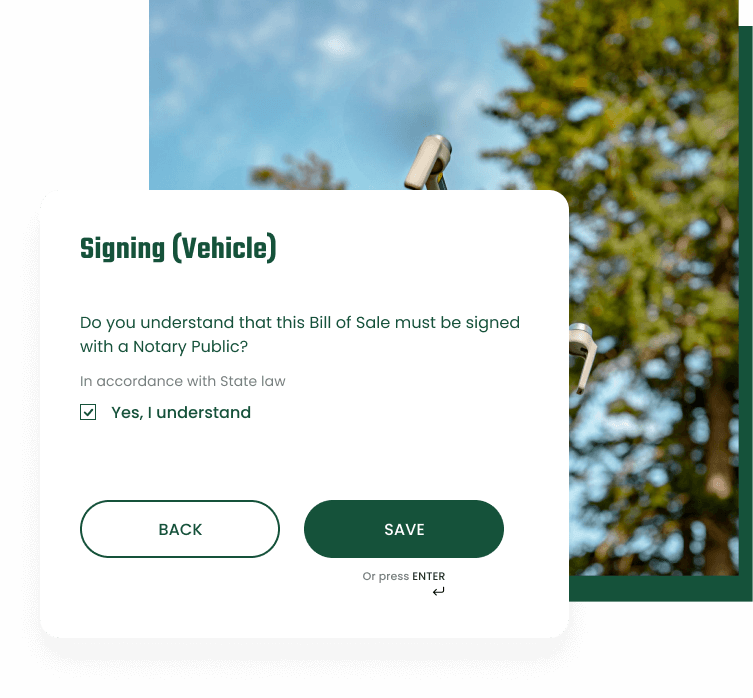 Signing (Vehicle)
Do you understand that this Bill of Sale must be signed
with a Notary Public?
In accordance with State law
Yes, I understand
BACK
SAVE
Or press ENTER